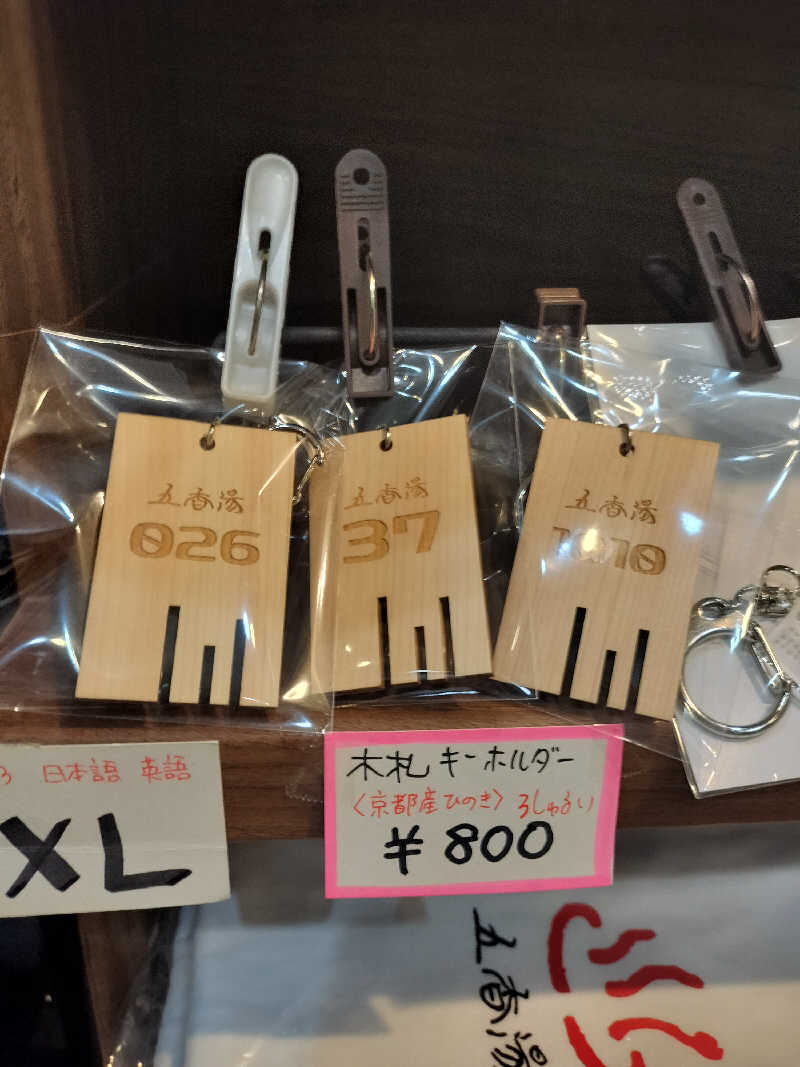 五香湯
026
五香湯
37
五香湯
1010
日本語 英語
XL
木札 キーホルダー
〈京都産ひのき〉 3しゅるい
¥800
五香湯